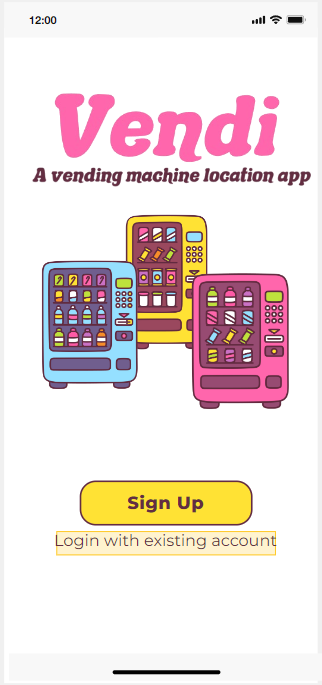 12:00
Vendi
A vending machine location app
Sign Up
Login with existing account